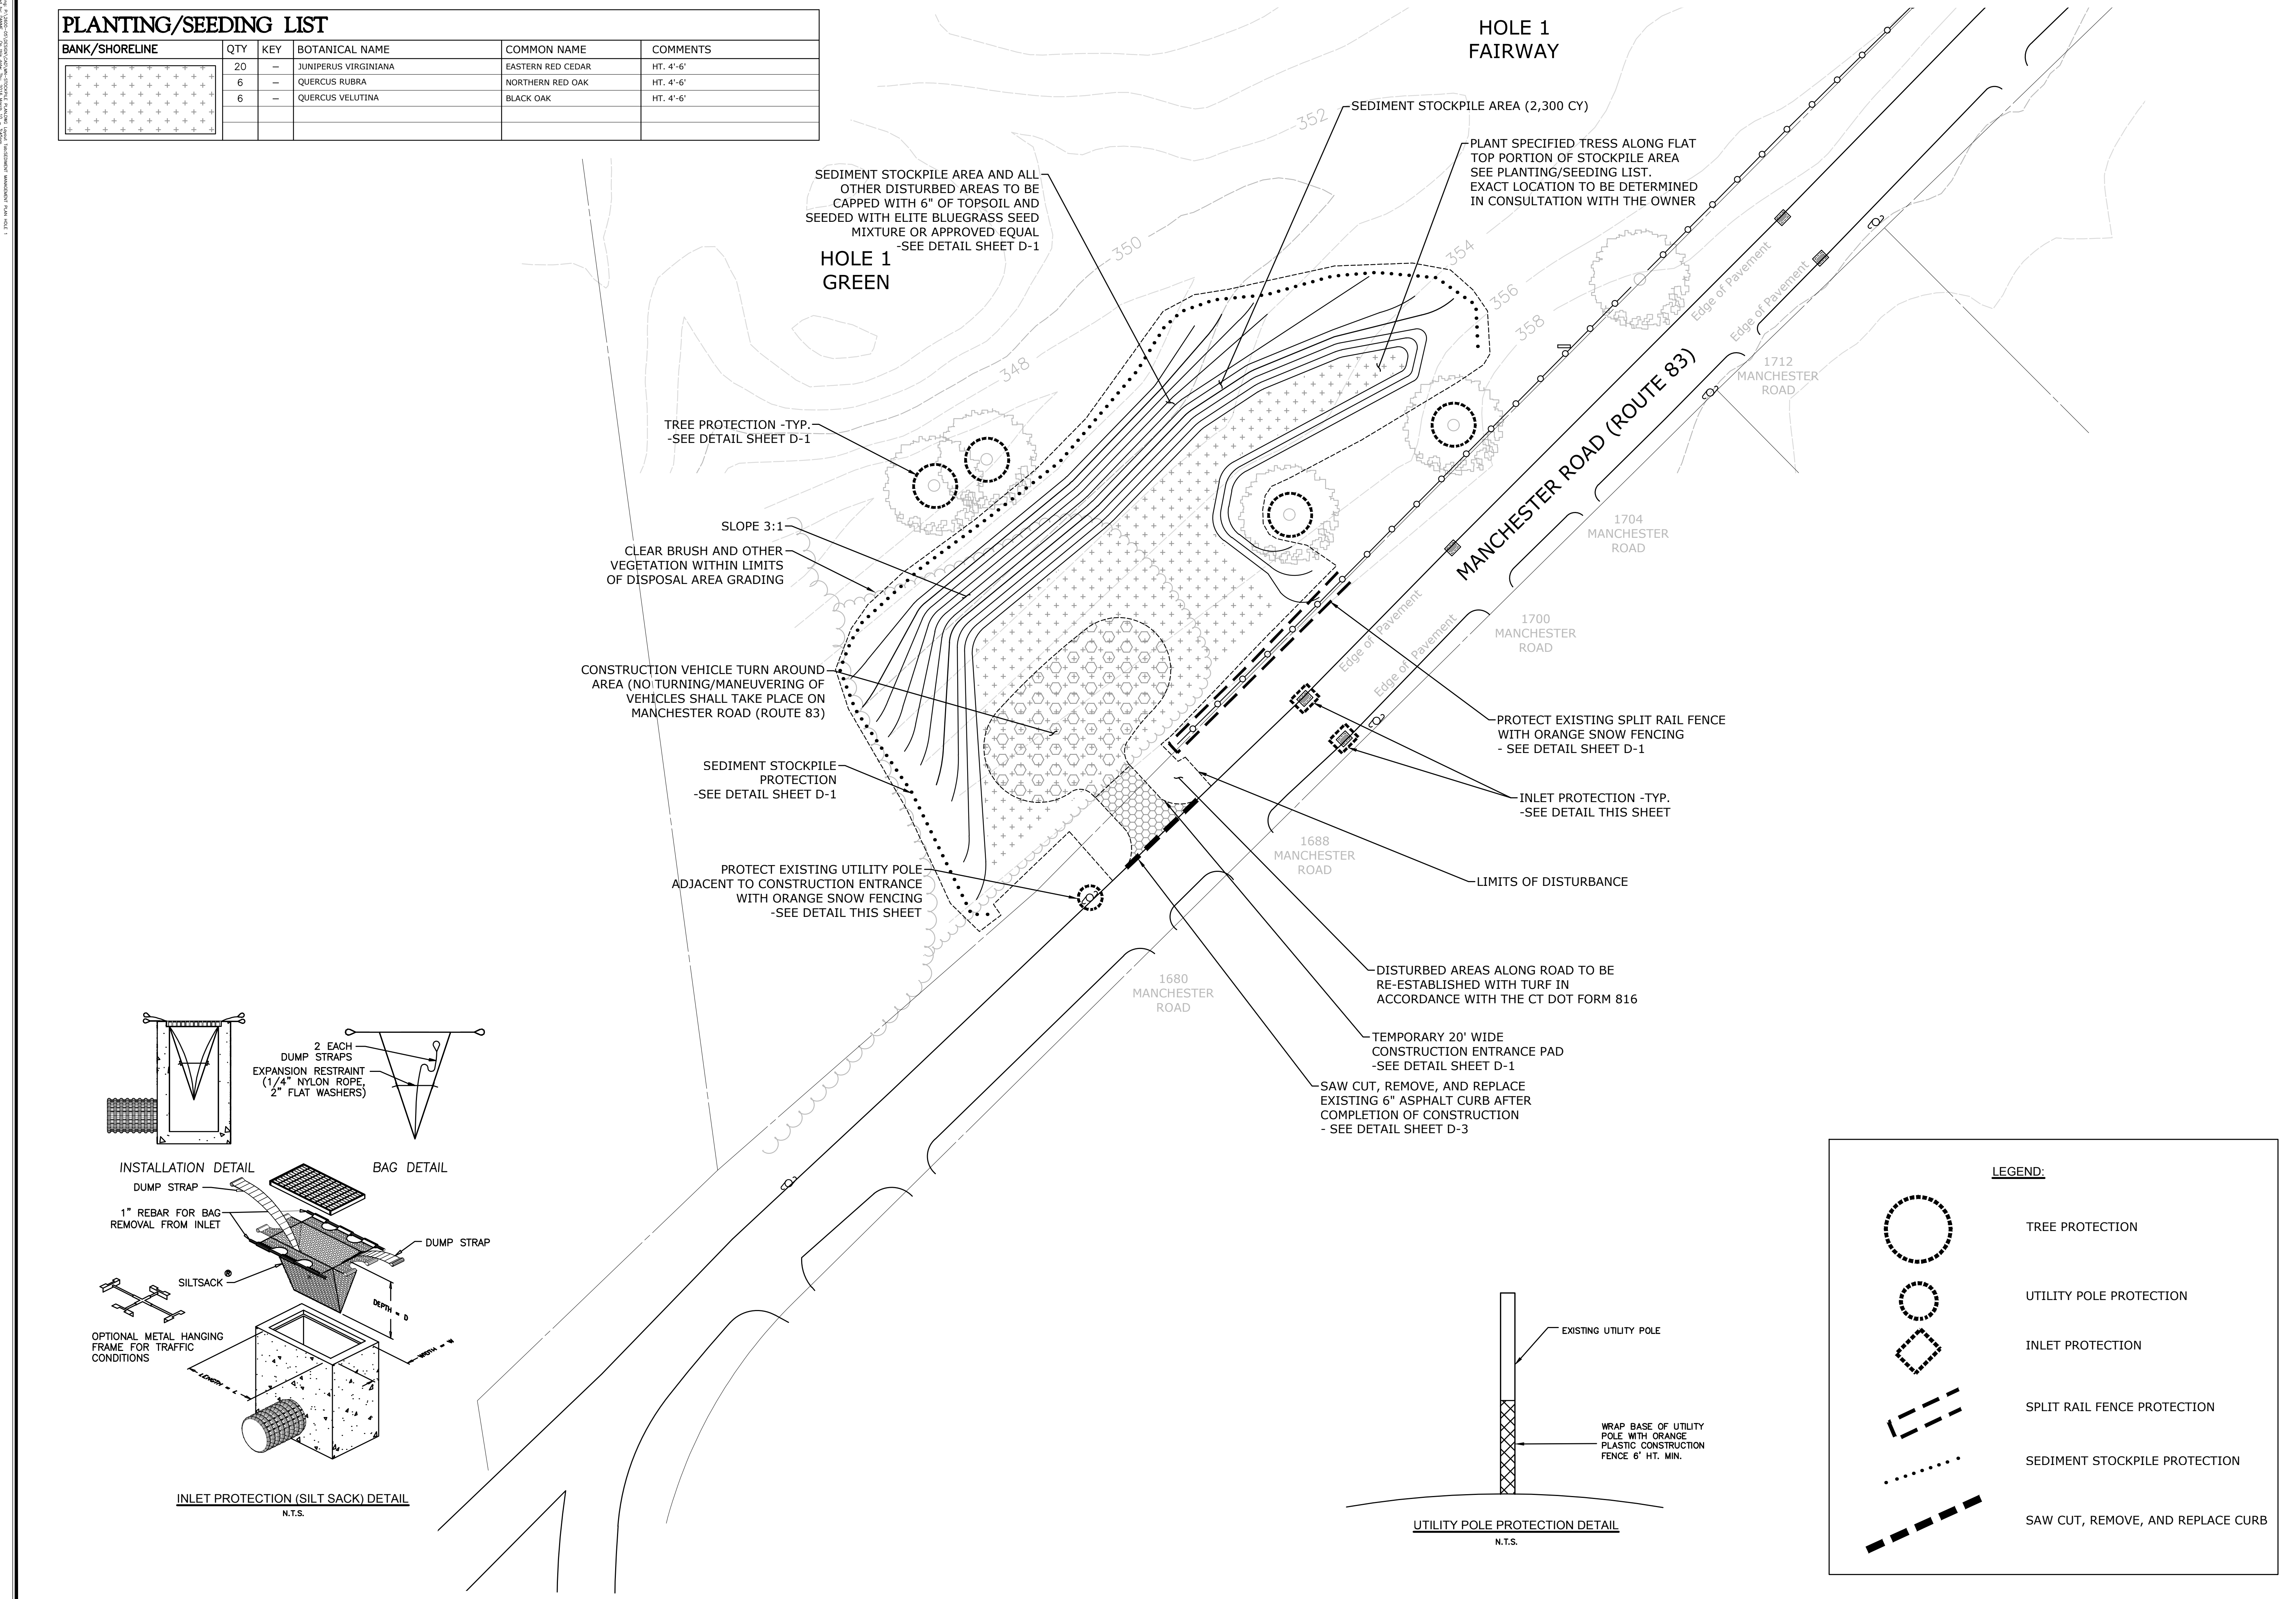 PLANTING/SEEDING LIST
BANK/SHORELINE QTY KEY BOTANICAL NAME COMMON NAME COMMENTS
20 – JUNIPERUS VIRGINIANA EASTERN RED CEDAR HT. 4'-6'
6 – QUERCUS RUBRA NORTHERN RED OAK HT. 4'-6'
6 – QUERCUS VELUTINA BLACK OAK HT. 4'-6'
HOLE 1
FAIRWAY
SEDIMENT STOCKPILE AREA (2,300 CY)
352
PLANT SPECIFIED TRESS ALONG FLAT
TOP PORTION OF STOCKPILE AREA
SEE PLANTING/SEEDING LIST.
EXACT LOCATION TO BE DETERMINED
IN CONSULTATION WITH THE OWNER
SEDIMENT STOCKPILE AREA AND ALL
OTHER DISTURBED AREAS TO BE
CAPPED WITH 6" OF TOPSOIL AND
SEEDED WITH ELITE BLUEGRASS SEED
MIXTURE OR APPROVED EQUAL
-SEE DETAIL SHEET D-1
HOLE 1
GREEN
350
354
356
358
348
Edge of Pavement
Edge of Pavement
1712
MANCHESTER
ROAD
MANCHESTER ROAD (ROUTE 83)
TREE PROTECTION -TYP.
-SEE DETAIL SHEET D-1
SLOPE 3:1
CLEAR BRUSH AND OTHER
VEGETATION WITHIN LIMITS
OF DISPOSAL AREA GRADING
1704
MANCHESTER
ROAD
1700
MANCHESTER
ROAD
Edge of Pavement
Edge of Pavement
CONSTRUCTION VEHICLE TURN AROUND
AREA (NO TURNING/MANEUVERING OF
VEHICLES SHALL TAKE PLACE ON
MANCHESTER ROAD (ROUTE 83)
PROTECT EXISTING SPLIT RAIL FENCE
WITH ORANGE SNOW FENCING
- SEE DETAIL SHEET D-1
SEDIMENT STOCKPILE
PROTECTION
-SEE DETAIL SHEET D-1
INLET PROTECTION -TYP.
-SEE DETAIL THIS SHEET
1688
MANCHESTER
ROAD
PROTECT EXISTING UTILITY POLE
ADJACENT TO CONSTRUCTION ENTRANCE
WITH ORANGE SNOW FENCING
-SEE DETAIL THIS SHEET
LIMITS OF DISTURBANCE
1680
MANCHESTER
ROAD
DISTURBED AREAS ALONG ROAD TO BE
RE-ESTABLISHED WITH TURF IN
ACCORDANCE WITH THE CT DOT FORM 816
TEMPORARY 20' WIDE
CONSTRUCTION ENTRANCE PAD
-SEE DETAIL SHEET D-1
SAW CUT, REMOVE, AND REPLACE
EXISTING 6" ASPHALT CURB AFTER
COMPLETION OF CONSTRUCTION
- SEE DETAIL SHEET D-3
2 EACH
DUMP STRAPS
EXPANSION RESTRAINT
(1/4" NYLON ROPE,
2" FLAT WASHERS)
INSTALLATION DETAIL
BAG DETAIL
DUMP STRAP
1" REBAR FOR BAG
REMOVAL FROM INLET
DUMP STRAP
SILTSACK ®
DEPTH = D
WIDTH = W
LENGTH = L
OPTIONAL METAL HANGING
FRAME FOR TRAFFIC
CONDITIONS
INLET PROTECTION (SILT SACK) DETAIL
N.T.S.
EXISTING UTILITY POLE
WRAP BASE OF UTILITY
POLE WITH ORANGE
PLASTIC CONSTRUCTION
FENCE 6' HT. MIN.
UTILITY POLE PROTECTION DETAIL
N.T.S.
LEGEND:
TREE PROTECTION
UTILITY POLE PROTECTION
INLET PROTECTION
SPLIT RAIL FENCE PROTECTION
SEDIMENT STOCKPILE PROTECTION
SAW CUT, REMOVE, AND REPLACE CURB